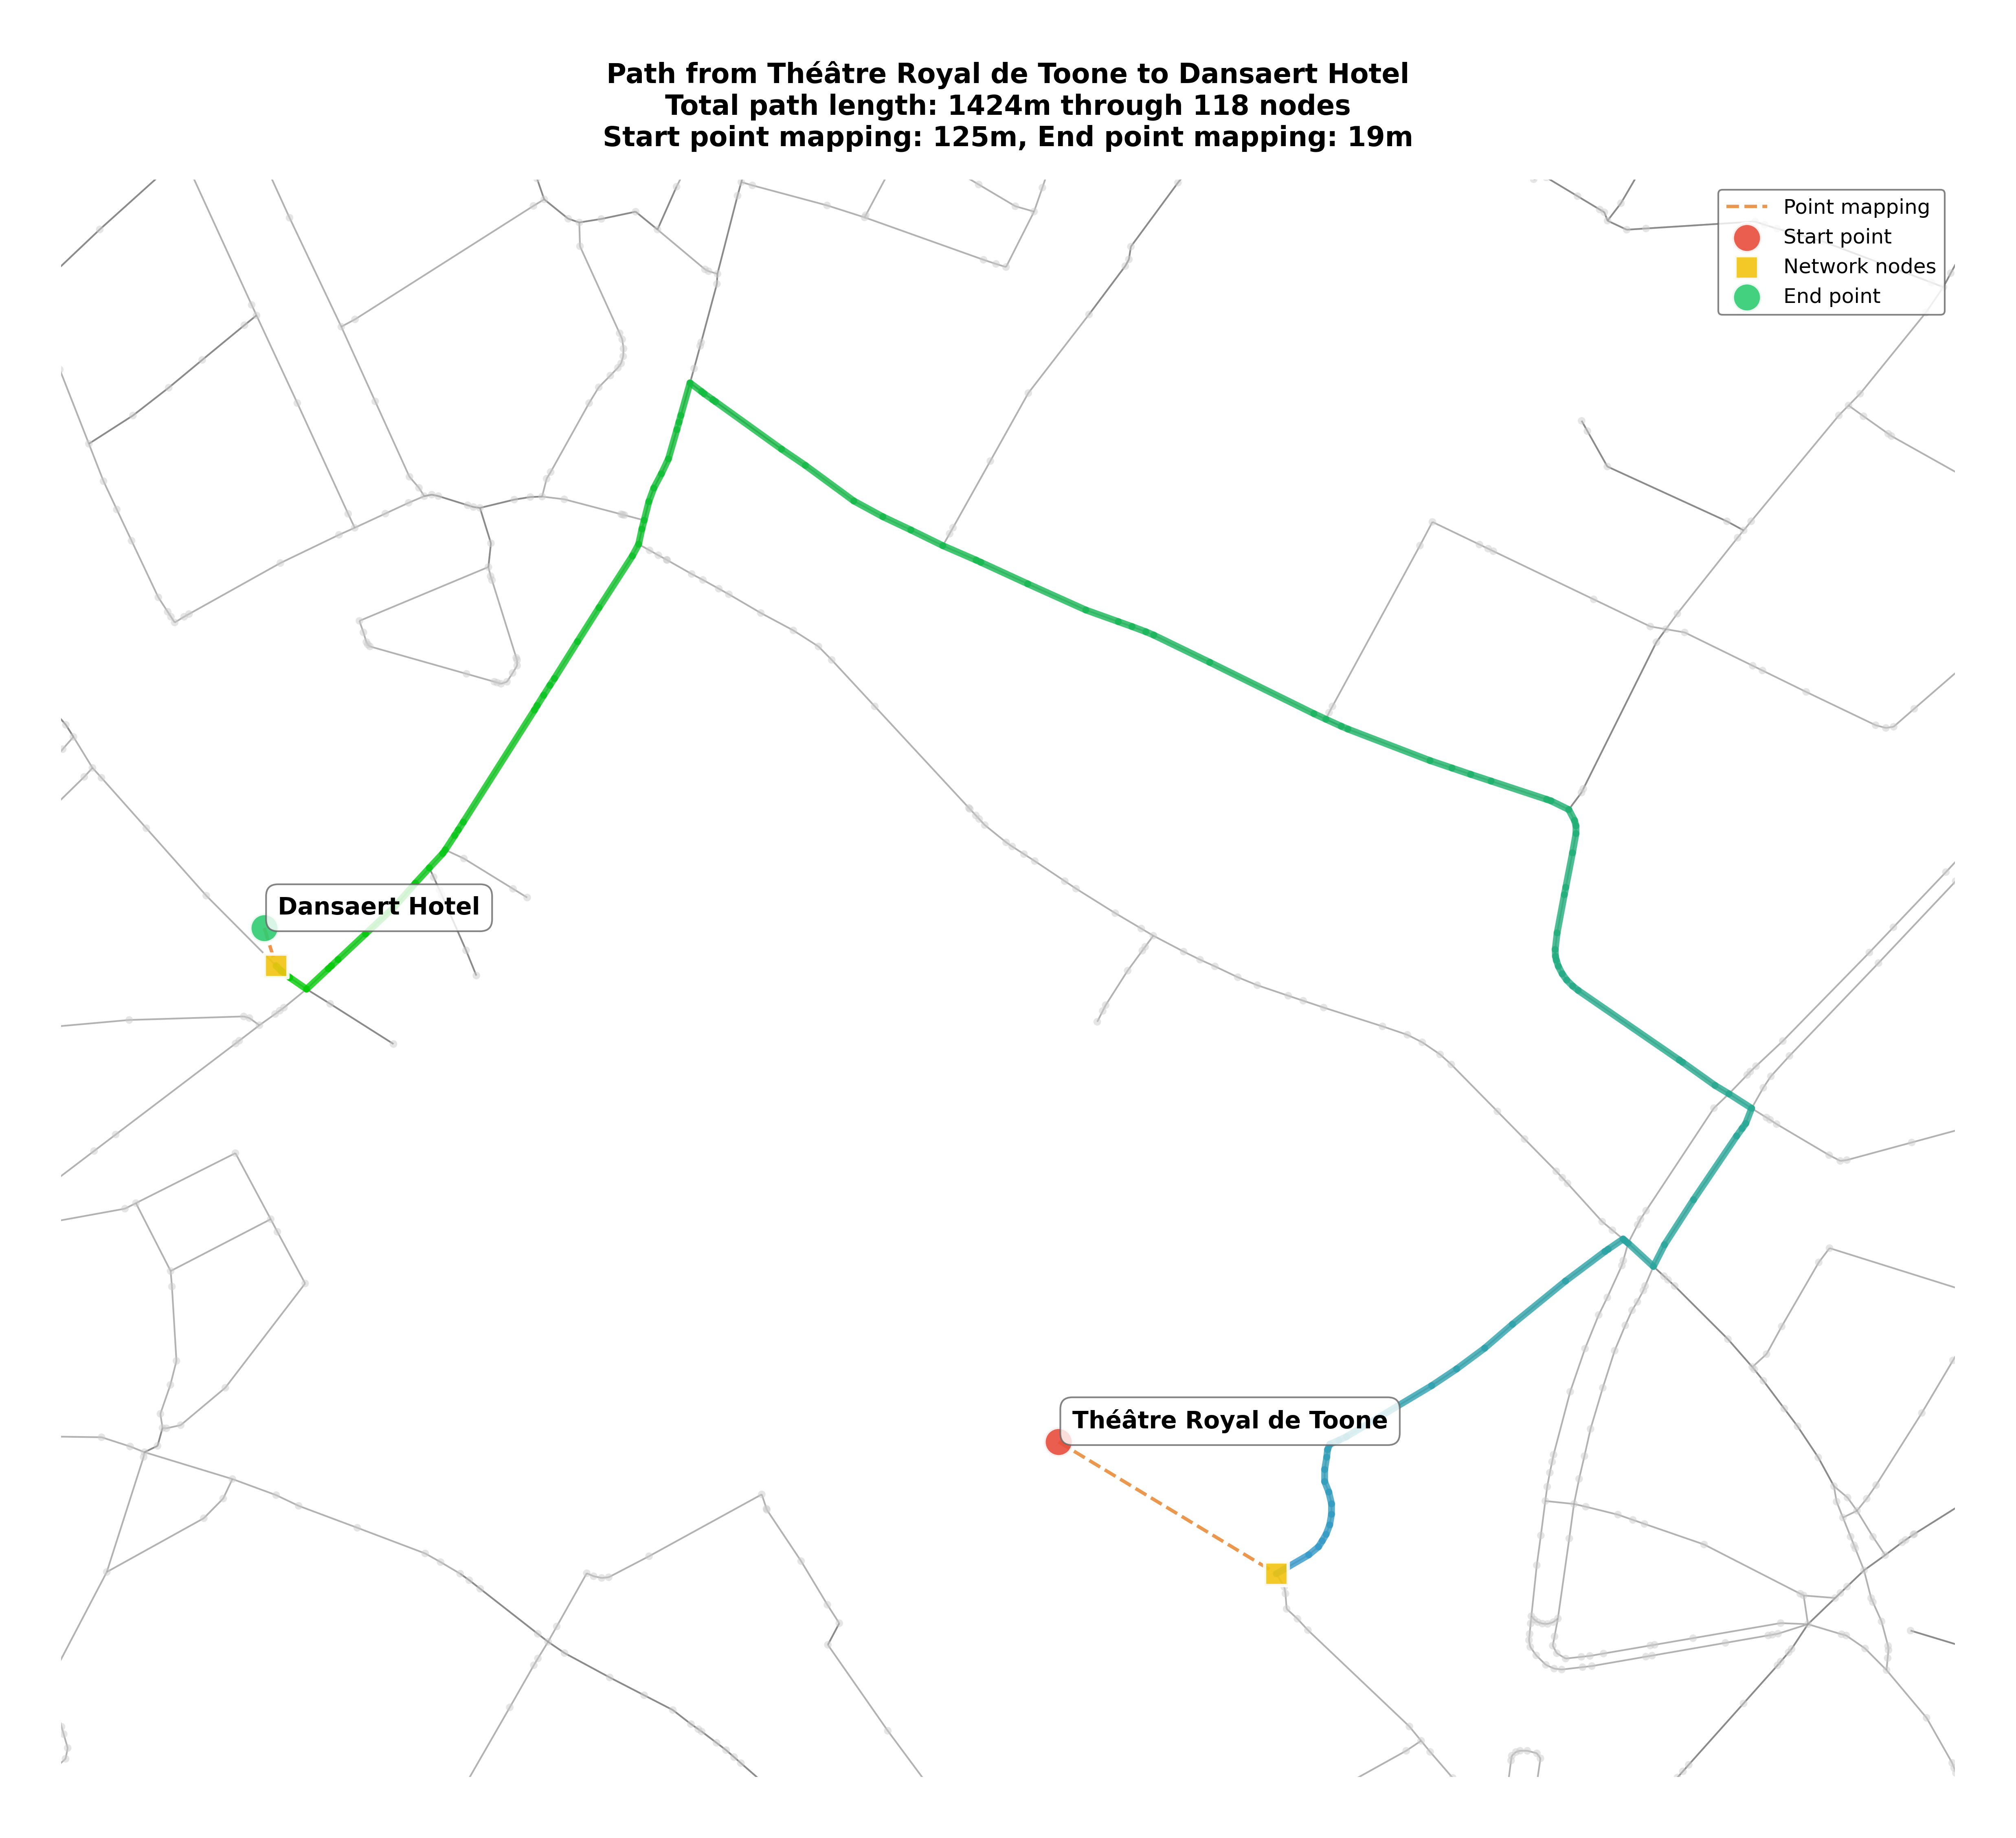 Path from Théâtre Royal de Toone to Dansaert Hotel
Total path length: 1424m through 118 nodes
Start point mapping: 125m, End point mapping: 19m
Point mapping
Start point
Network nodes
End point
Dansaert Hotel
Théâtre Royal de Toone